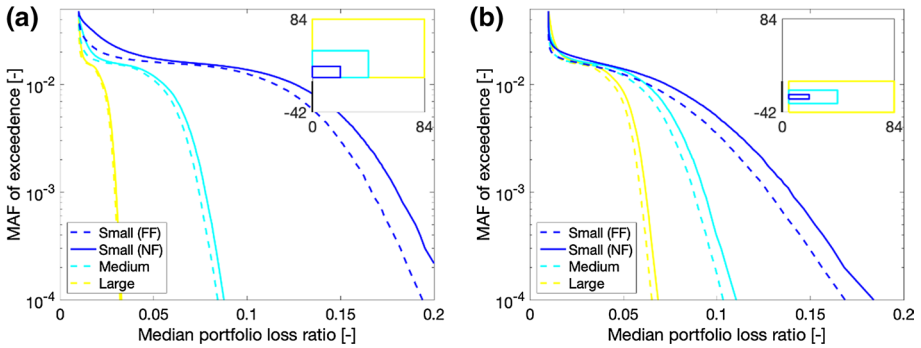 (a)
MAF of exceedence [-]
10⁻²
10⁻³
10⁻⁴
84
-42
0
84
Small (FF)
Small (NF)
Medium
Large
0
0.05
0.1
0.15
0.2
Median portfolio loss ratio [-]
(b)
MAF of exceedence [-]
10⁻²
10⁻³
10⁻⁴
84
-42
0
84
Small (FF)
Small (NF)
Medium
Large
0
0.05
0.1
0.15
0.2
Median portfolio loss ratio [-]